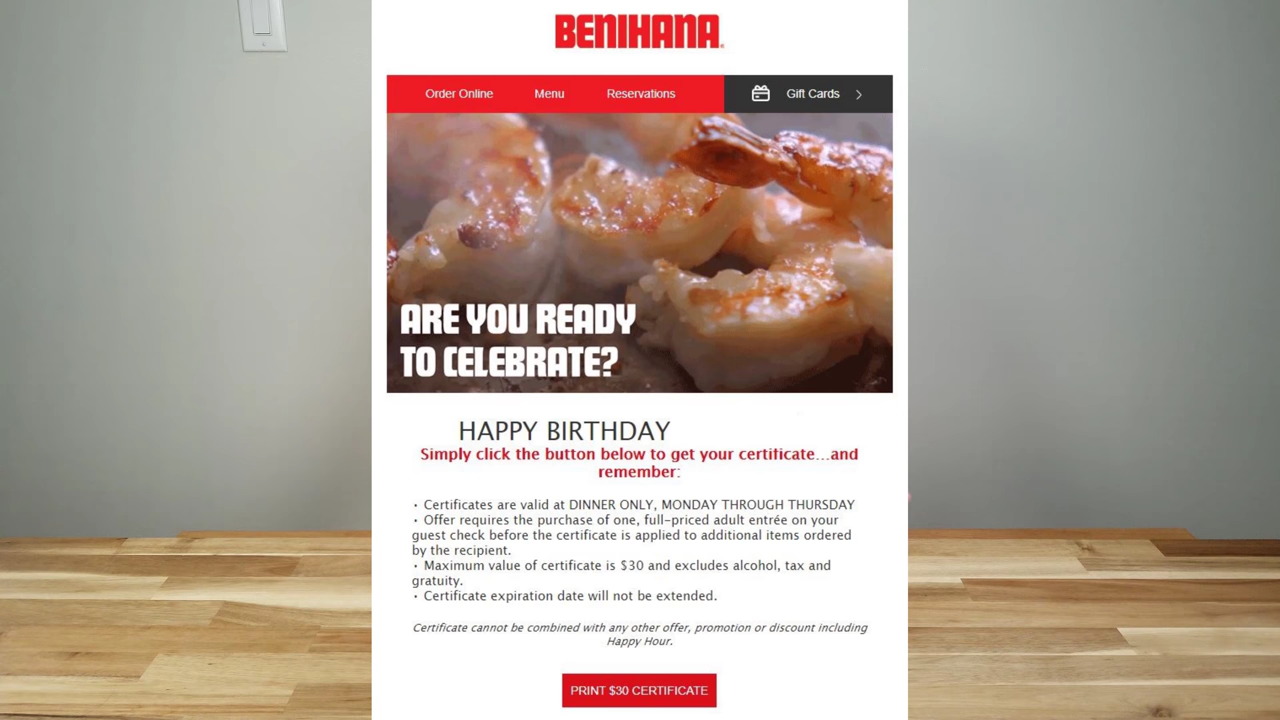 BENIHANA
Order Online Menu Reservations Gift Cards
ARE YOU READY
TO CELEBRATE?
HAPPY BIRTHDAY
Simply click the button below to get your certificate...and
remember:
• Certificates are valid at DINNER ONLY, MONDAY THROUGH THURSDAY
• Offer requires the purchase of one, full-priced adult entrée on your
guest check before the certificate is applied to additional items ordered
by the recipient.
• Maximum value of certificate is $30 and excludes alcohol, tax and
gratuity.
• Certificate expiration date will not be extended.
Certificate cannot be combined with any other offer, promotion or discount including
Happy Hour.
PRINT $30 CERTIFICATE